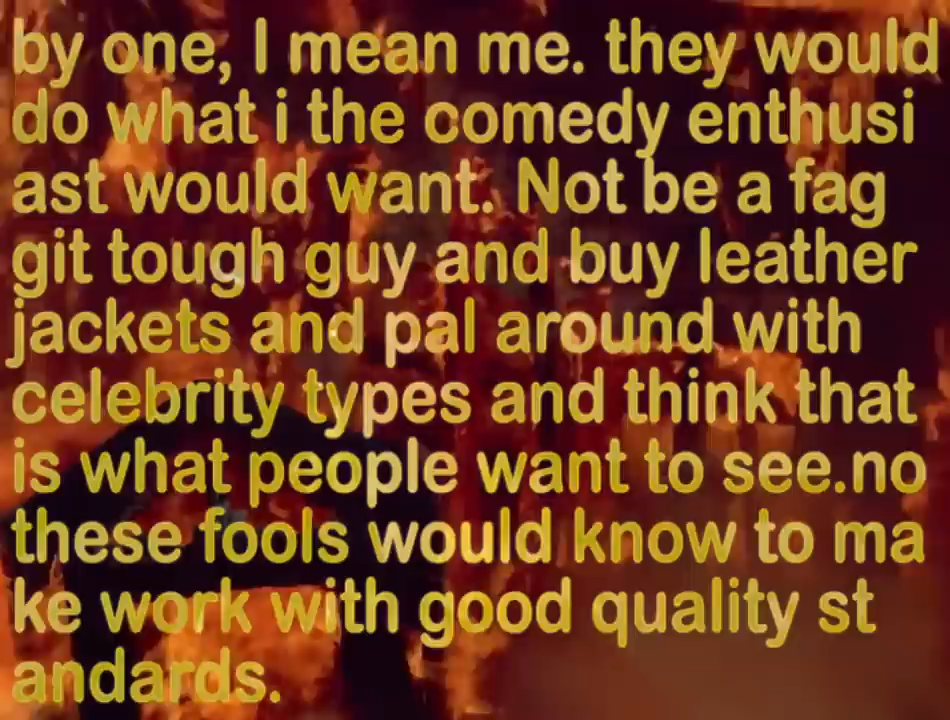 by one, I mean me. they would
do what i the comedy enthusi
ast would want. Not be a fag
git tough guy and buy leather
jackets and pal around with
celebrity types and think that
is what people want to see.no
these fools would know to ma
ke work with good quality st
andards.